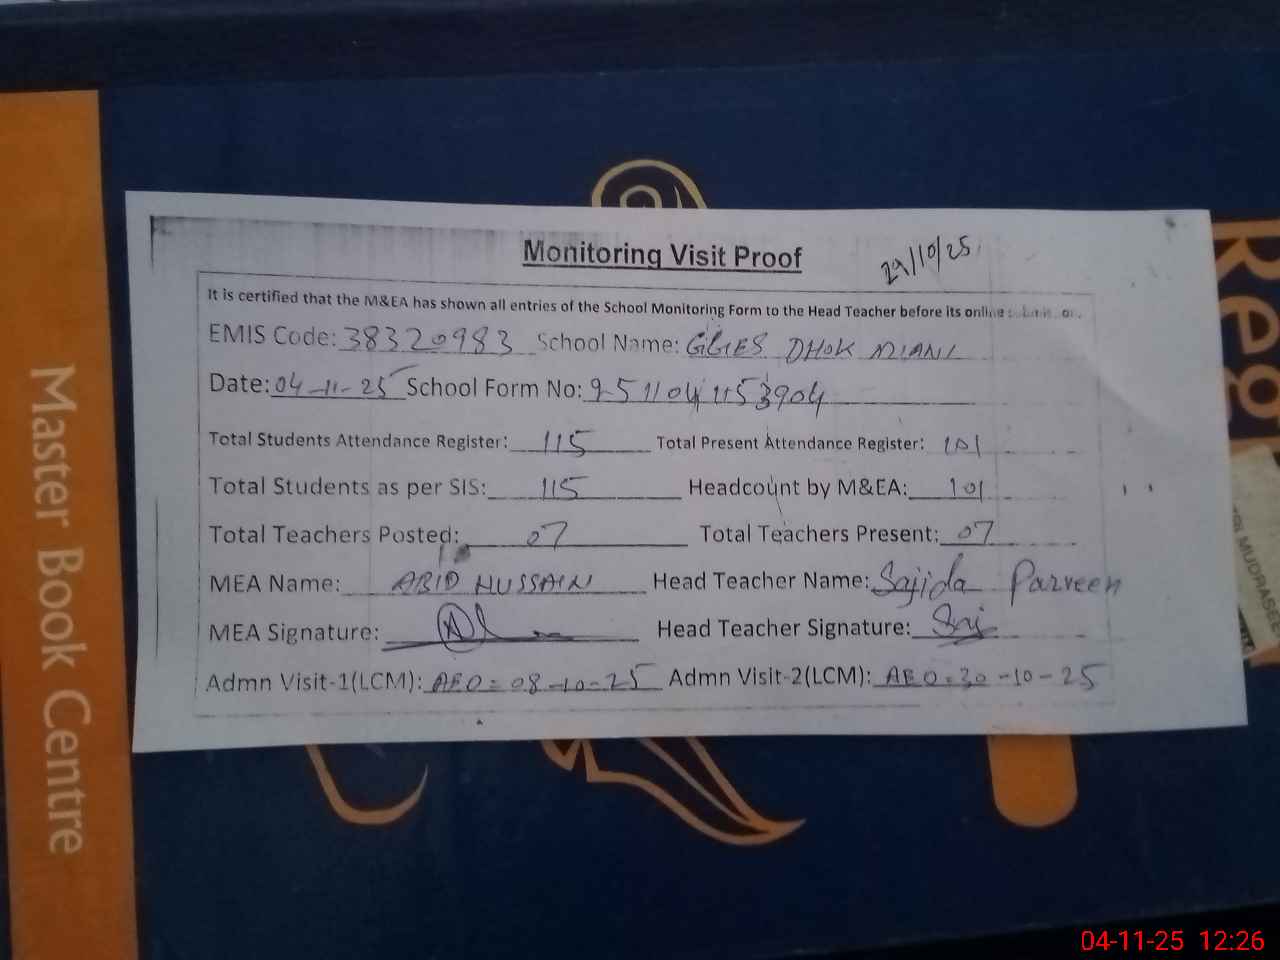 Monitoring Visit Proof
29/10/25
It is certified that the M&EA has shown all entries of the School Monitoring Form to the Head Teacher before its online
EMIS Code: 38320983 School Name: GGES DHOK MIANI
Date: 04-11-25 School Form No: 251104153904
Total Students Attendance Register: 115 Total Present Attendance Register: 101
Total Students as per SIS: 115 Headcount by M&EA: 101
Total Teachers Posted: 07 Total Teachers Present: 07
MEA Name: ABID HUSSAIN Head Teacher Name: Sajida Parveen
MEA Signature: Head Teacher Signature: Saj
Admn Visit-1(LCM): AEO = 08-10-25 Admn Visit-2(LCM): AEO = 30-10-25
Master Book Centre
Reg
MUDRASE
04-11-25 12:26